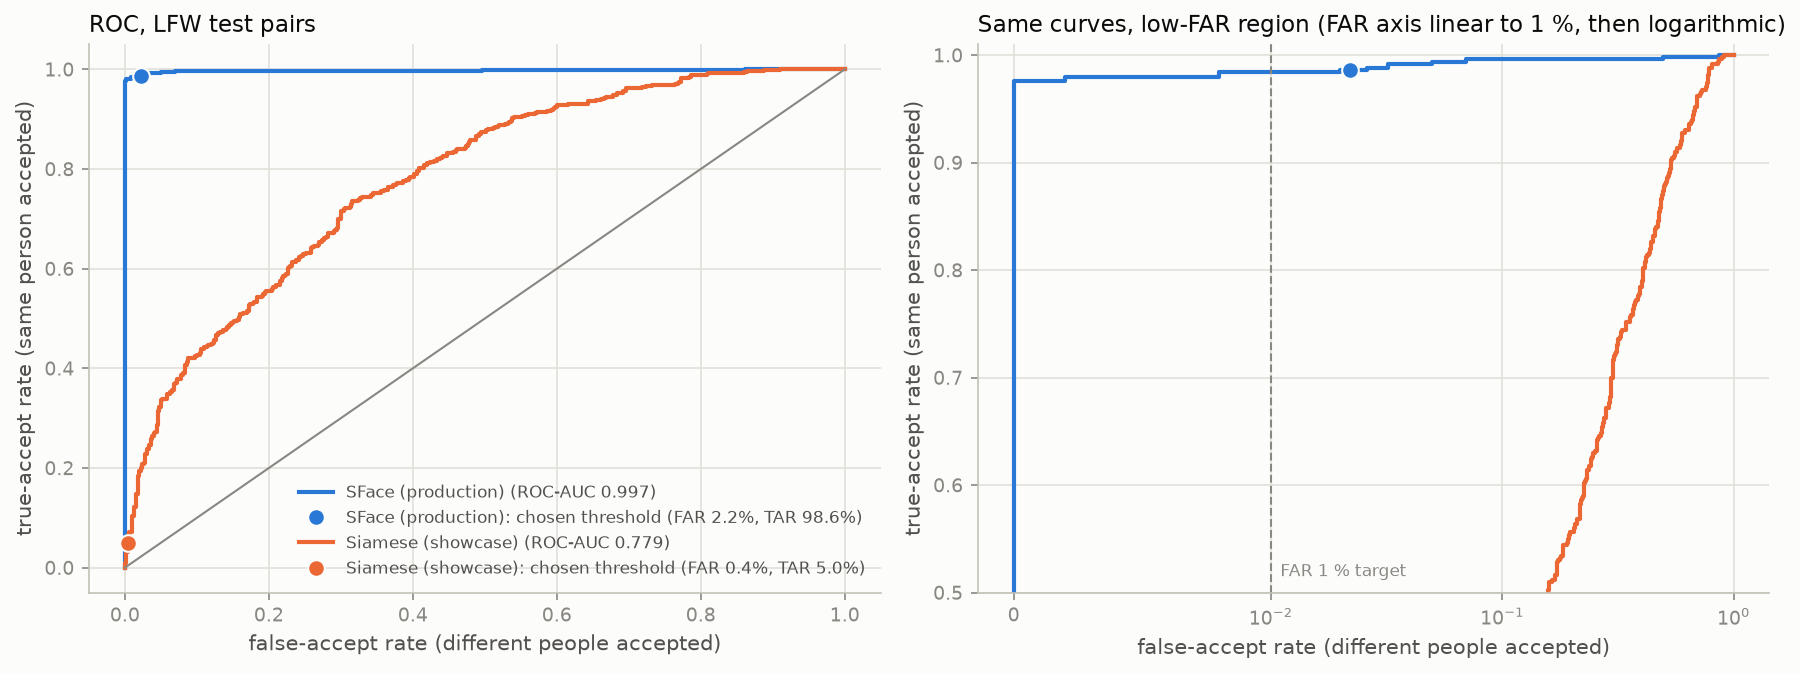 ROC, LFW test pairs
true-accept rate (same person accepted)
1.0
0.8
0.6
0.4
0.2
0.0
SFace (production) (ROC-AUC 0.997)
SFace (production): chosen threshold (FAR 2.2%, TAR 98.6%)
Siamese (showcase) (ROC-AUC 0.779)
Siamese (showcase): chosen threshold (FAR 0.4%, TAR 5.0%)
0.0 0.2 0.4 0.6 0.8 1.0
false-accept rate (different people accepted)
Same curves, low-FAR region (FAR axis linear to 1 %, then logarithmic)
true-accept rate (same person accepted)
1.0
0.9
0.8
0.7
0.6
0.5
FAR 1 % target
0 10⁻² 10⁻¹ 10⁰
false-accept rate (different people accepted)